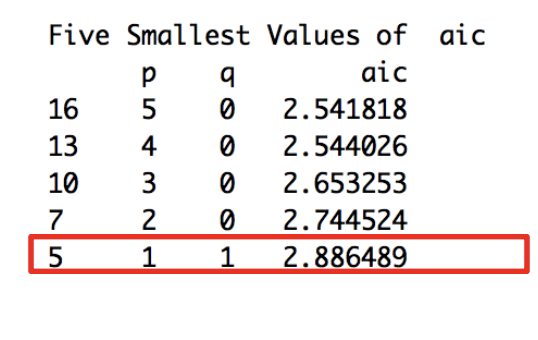 Five Smallest Values of  aic
p q aic
16 5 0 2.541818
13 4 0 2.544026
10 3 0 2.653253
7 2 0 2.744524
5 1 1 2.886489